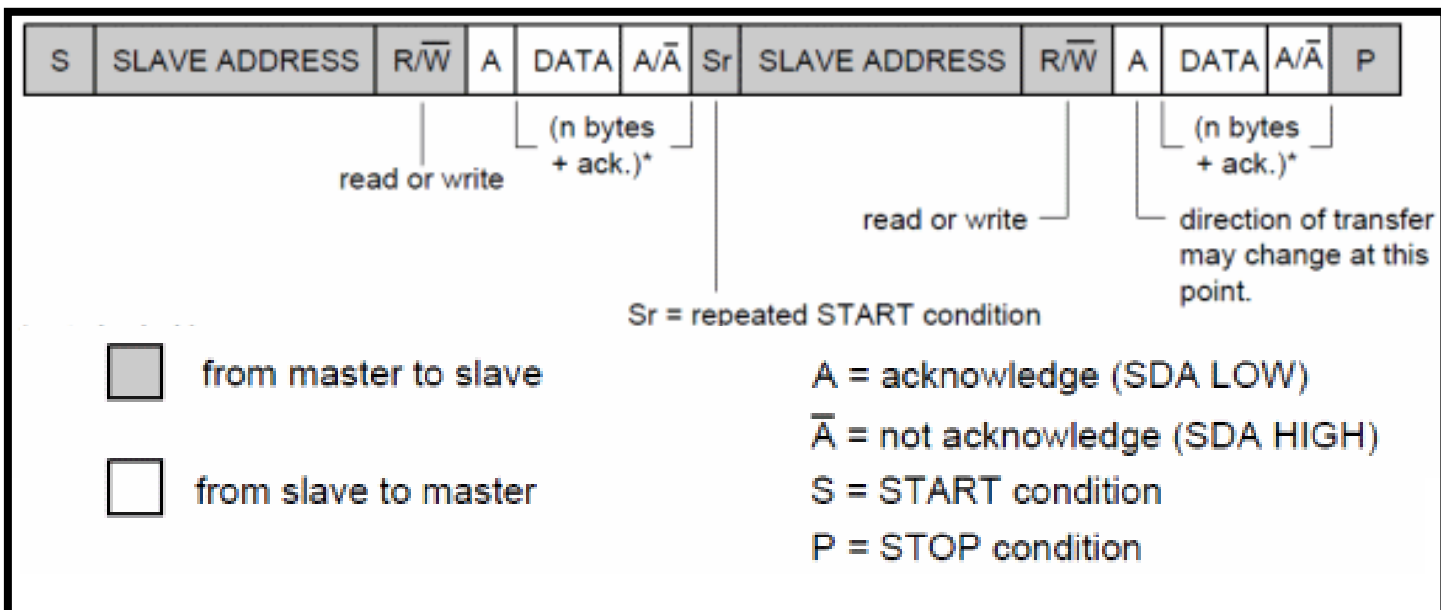 S SLAVE ADDRESS R/W̅ A DATA A/A̅ Sr SLAVE ADDRESS R/W̅ A DATA A/A̅ P
(n bytes
+ ack.)*
read or write
(n bytes
+ ack.)*
read or write
direction of transfer
may change at this
point.
Sr = repeated START condition
from master to slave
from slave to master
A = acknowledge (SDA LOW)
A̅ = not acknowledge (SDA HIGH)
S = START condition
P = STOP condition